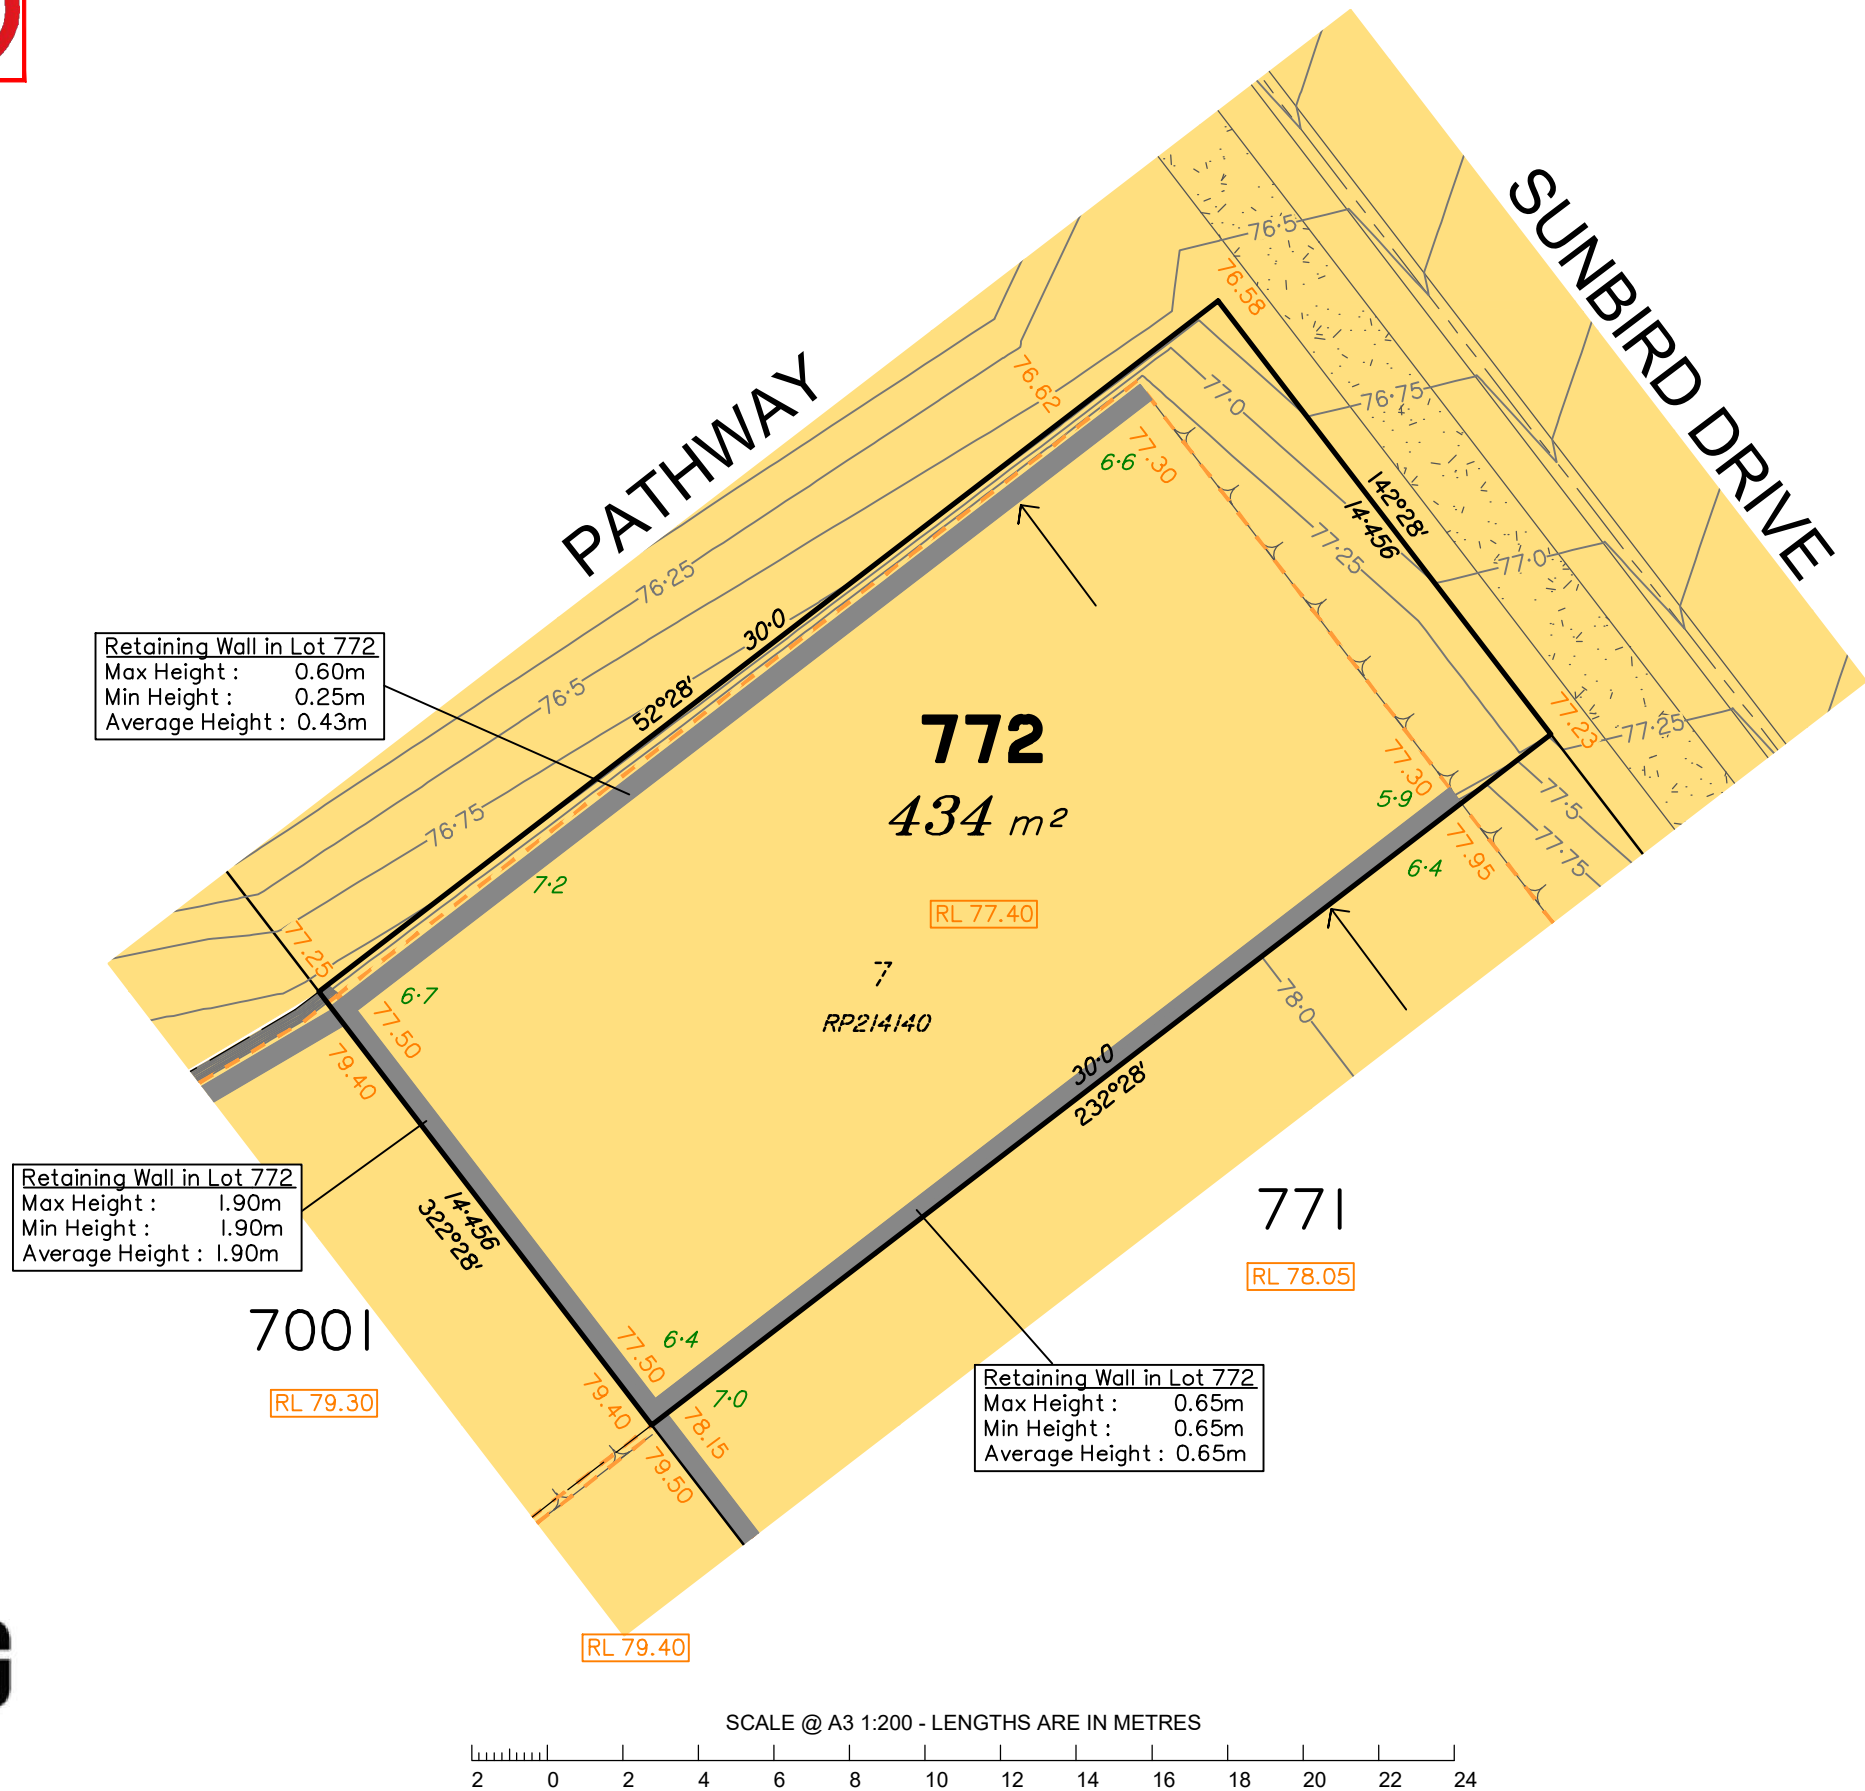 SUNBIRD DRIVE
PATHWAY
76·5
76.58
76·75
77·0
76.62
77.30
6·6
142°28'
14·456
77·25
77·0
76·25
30·0
52°28'
76·5
76·75
Retaining Wall in Lot 772
Max Height : 0.60m
Min Height : 0.25m
Average Height : 0.43m
772
434 m²
RL 77.40
7
RP214140
77.23
77·25
77.30
5·9
77·5
77·75
77.95
6·4
7·2
77.25
6·7
77.50
79.40
78·0
30·0
232°28'
Retaining Wall in Lot 772
Max Height : 1.90m
Min Height : 1.90m
Average Height : 1.90m
14·456
322°28'
771
RL 78.05
7001
RL 79.30
77.50
6·4
79.40
7·0
78.15
79.50
Retaining Wall in Lot 772
Max Height : 0.65m
Min Height : 0.65m
Average Height : 0.65m
RL 79.40
SCALE @ A3 1:200 - LENGTHS ARE IN METRES
2 0 2 4 6 8 10 12 14 16 18 20 22 24